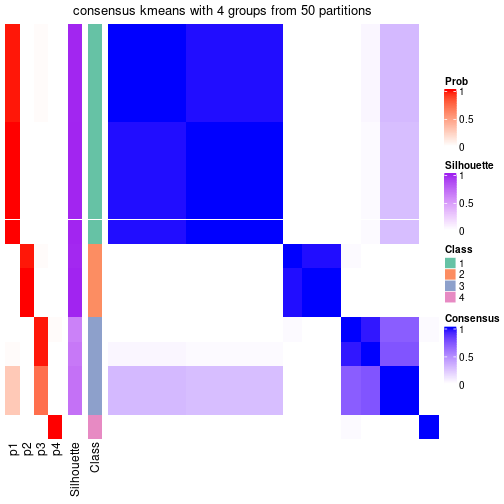 consensus kmeans with 4 groups from 50 partitions
Prob
1
0.5
0
Silhouette
1
0.5
0
Class
1
2
3
4
Consensus
1
0.5
0
p1
p2
p3
p4
Silhouette
Class